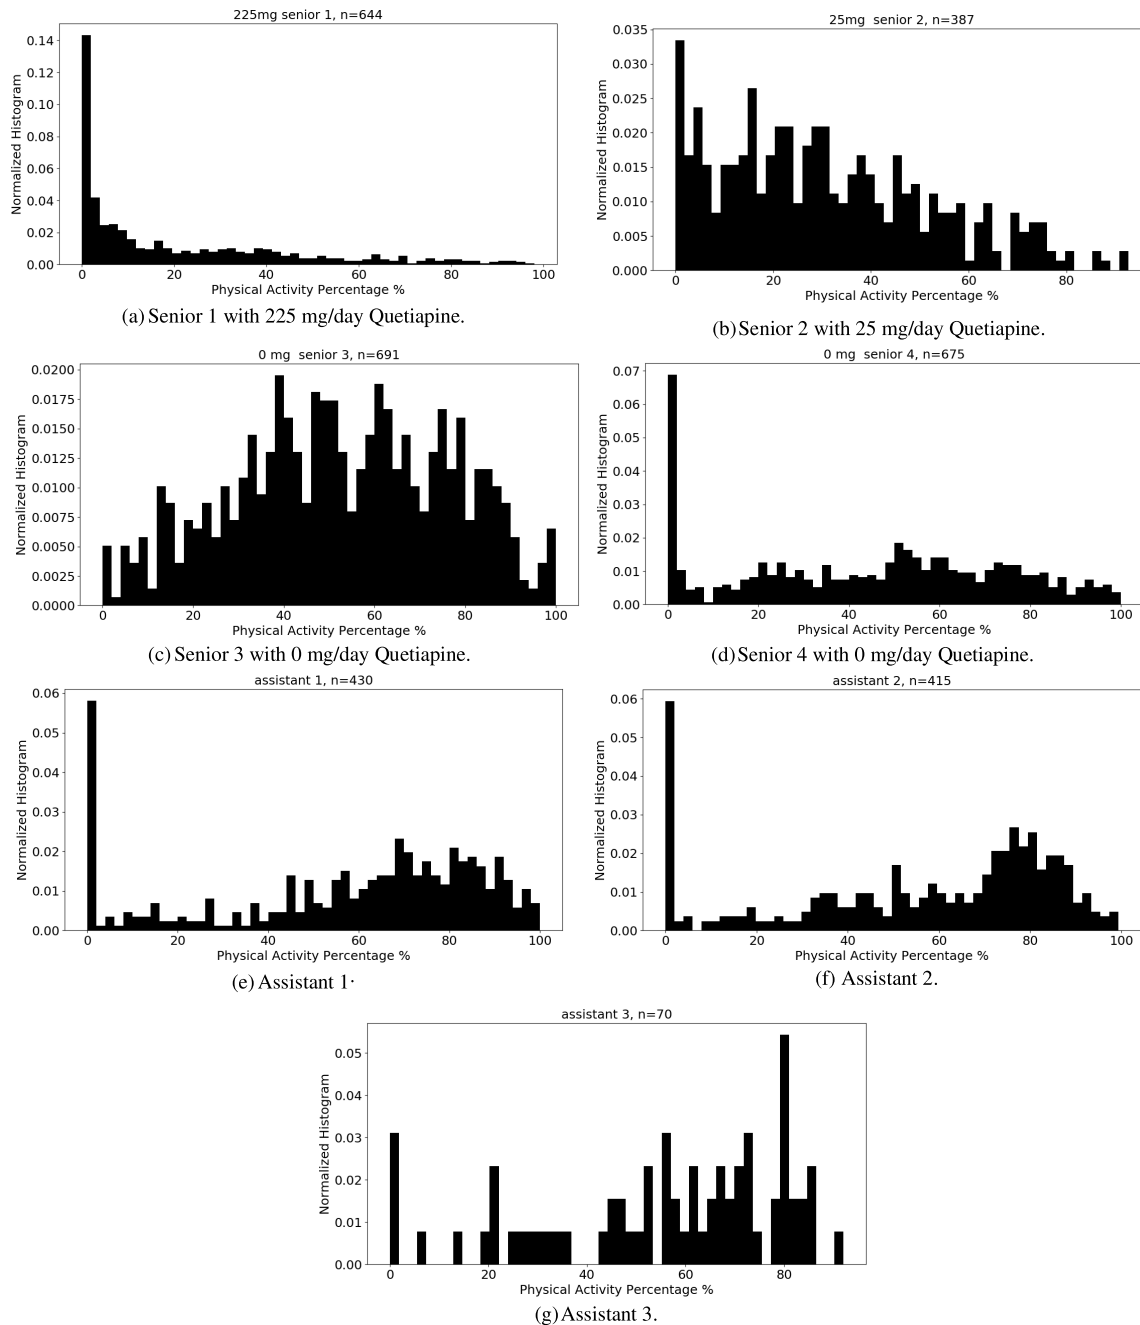 225mg senior 1, n=644
Normalized Histogram
0.14
0.12
0.10
0.08
0.06
0.04
0.02
0.00
0 20 40 60 80 100
Physical Activity Percentage %
(a) Senior 1 with 225 mg/day Quetiapine.
25mg senior 2, n=387
Normalized Histogram
0.035
0.030
0.025
0.020
0.015
0.010
0.005
0.000
0 20 40 60 80
Physical Activity Percentage %
(b) Senior 2 with 25 mg/day Quetiapine.
0 mg senior 3, n=691
Normalized Histogram
0.0200
0.0175
0.0150
0.0125
0.0100
0.0075
0.0050
0.0025
0.0000
0 20 40 60 80 100
Physical Activity Percentage %
(c) Senior 3 with 0 mg/day Quetiapine.
0 mg senior 4, n=675
Normalized Histogram
0.07
0.06
0.05
0.04
0.03
0.02
0.01
0.00
0 20 40 60 80 100
Physical Activity Percentage %
(d) Senior 4 with 0 mg/day Quetiapine.
assistant 1, n=430
Normalized Histogram
0.06
0.05
0.04
0.03
0.02
0.01
0.00
0 20 40 60 80 100
Physical Activity Percentage %
(e) Assistant 1.
assistant 2, n=415
Normalized Histogram
0.06
0.05
0.04
0.03
0.02
0.01
0.00
0 20 40 60 80 100
Physical Activity Percentage %
(f) Assistant 2.
assistant 3, n=70
Normalized Histogram
0.05
0.04
0.03
0.02
0.01
0.00
0 20 40 60 80
Physical Activity Percentage %
(g) Assistant 3.